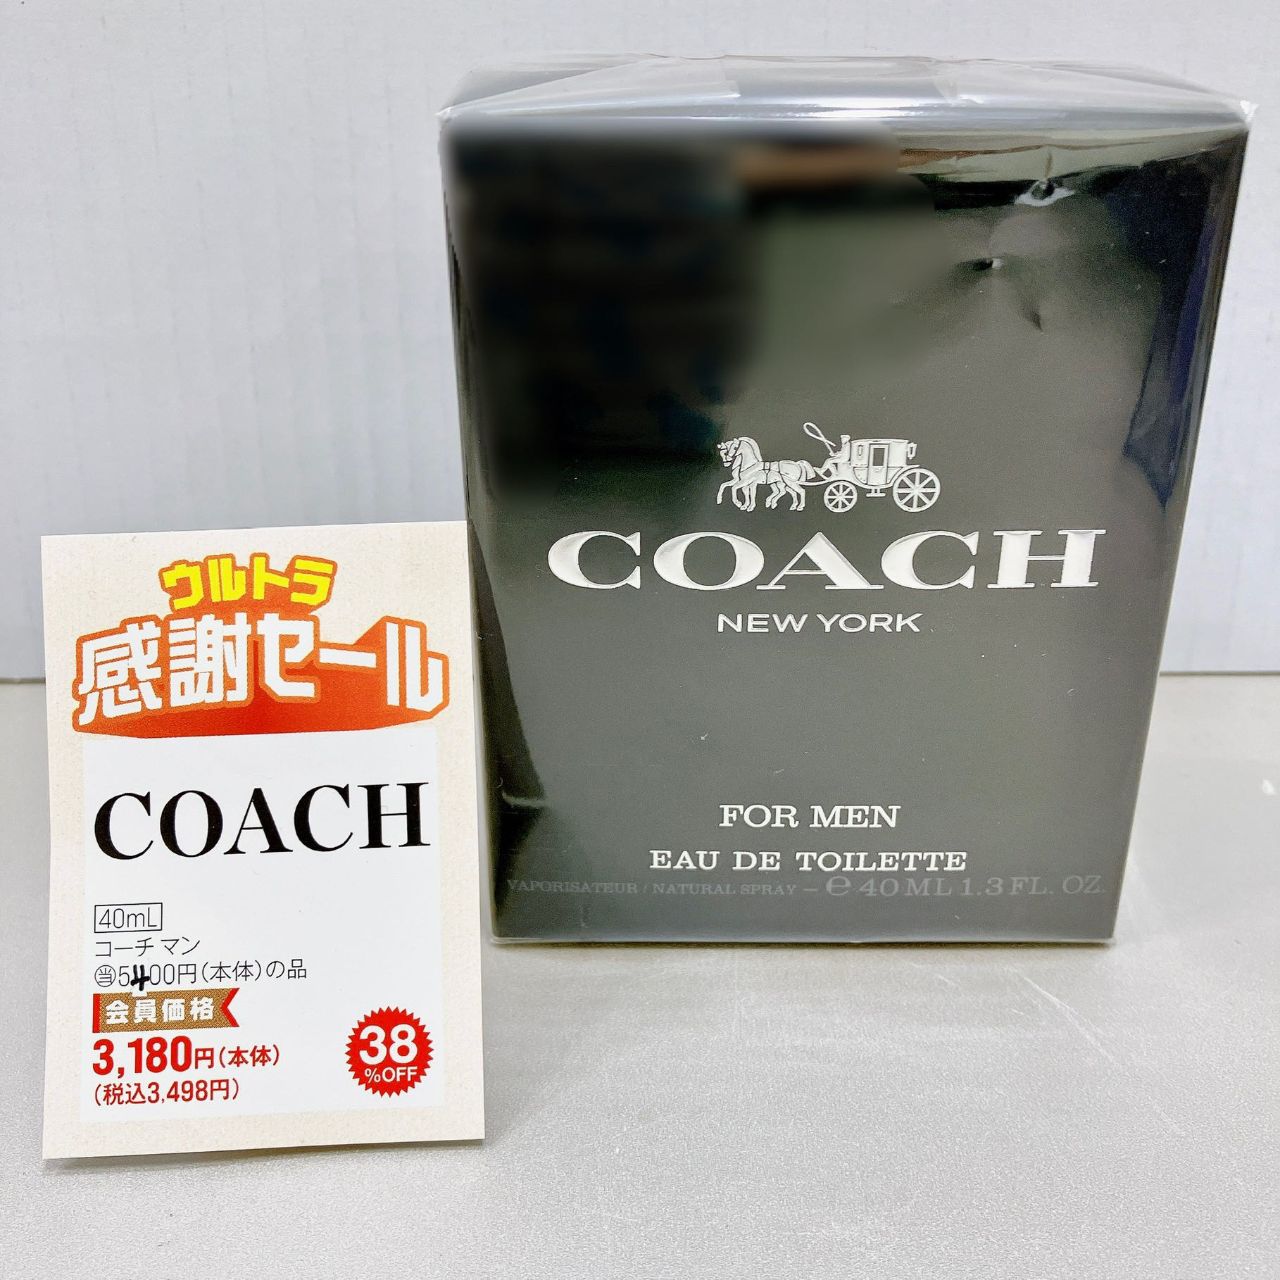 ウルトラ
感謝セール
COACH
40mL
コーチ マン
㊝5400円(本体)の品
会員価格
3,180円(本体)
(税込3,498円)
38
%OFF
COACH
NEW YORK
FOR MEN
EAU DE TOILETTE
VAPORISATEUR / NATURAL SPRAY – ℮ 40 ML 1.3 FL. OZ.